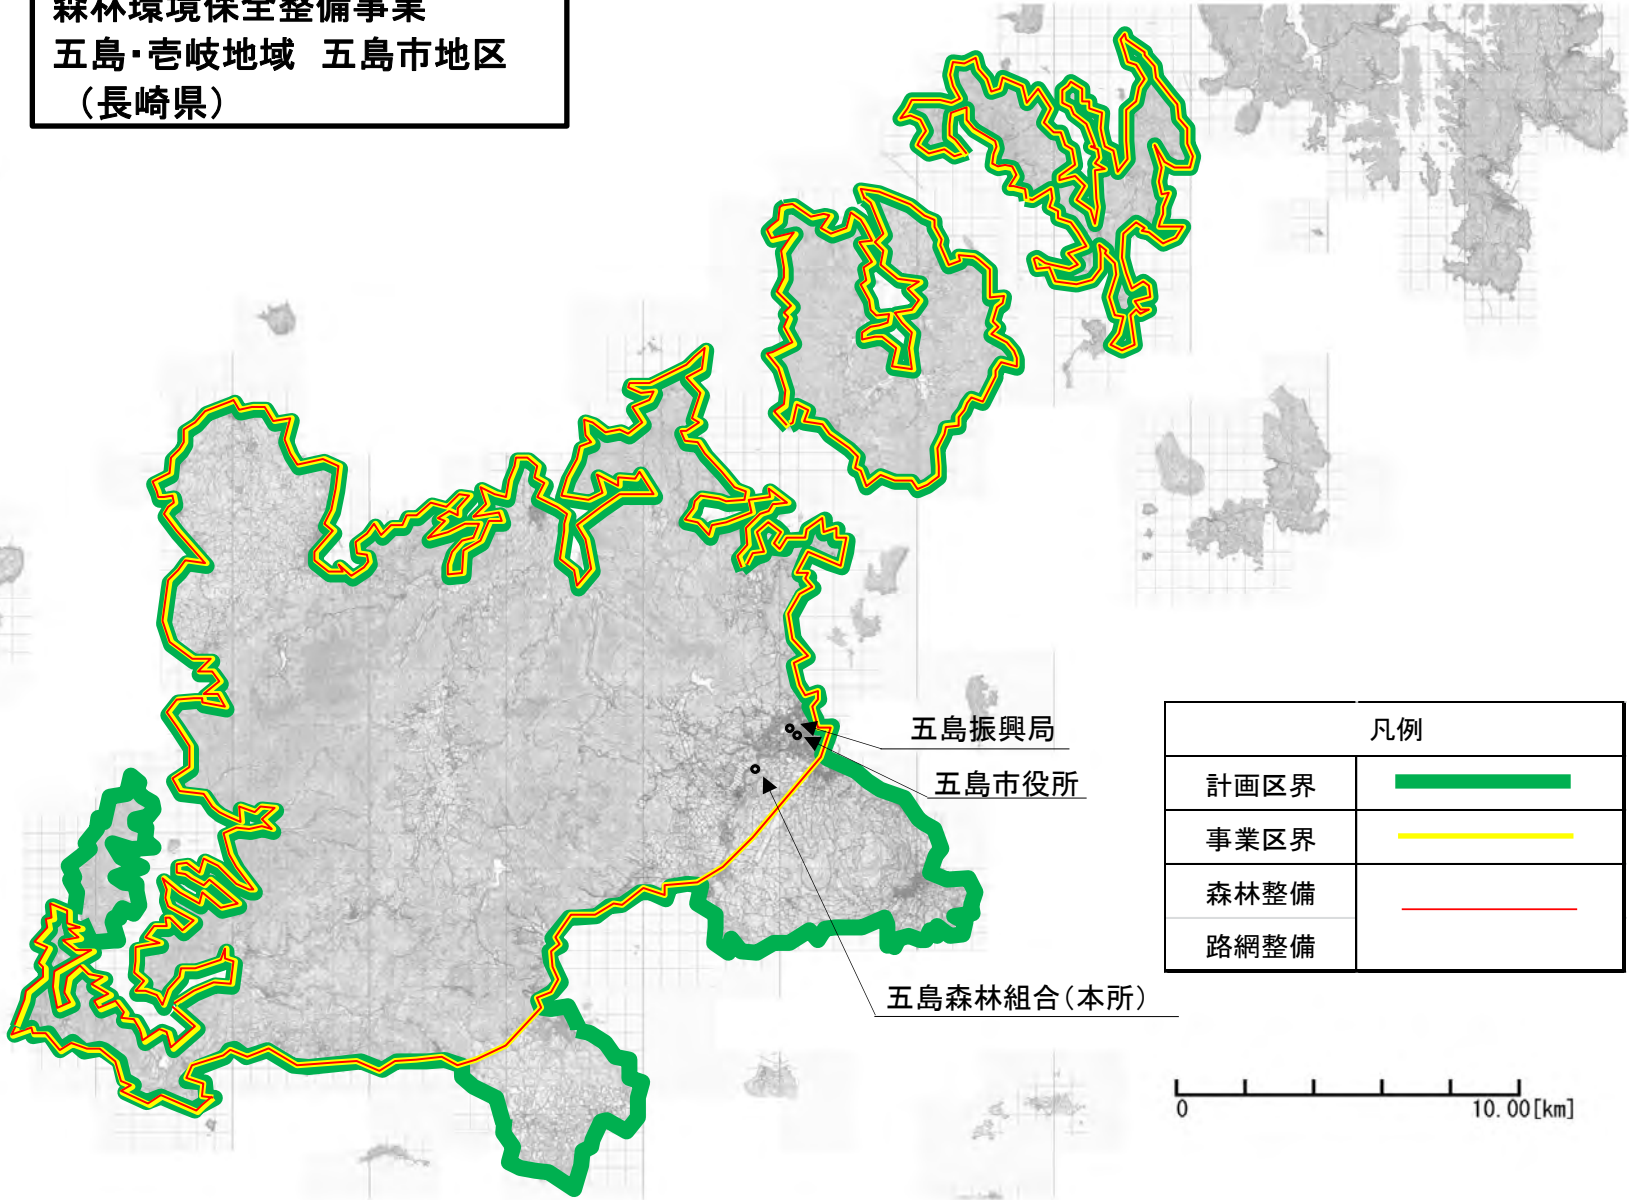 森林環境保全整備事業
五島・壱岐地域　五島市地区
（長崎県）
五島振興局
五島市役所
五島森林組合（本所）
凡例
計画区界
事業区界
森林整備
路網整備
0
10.00[km]